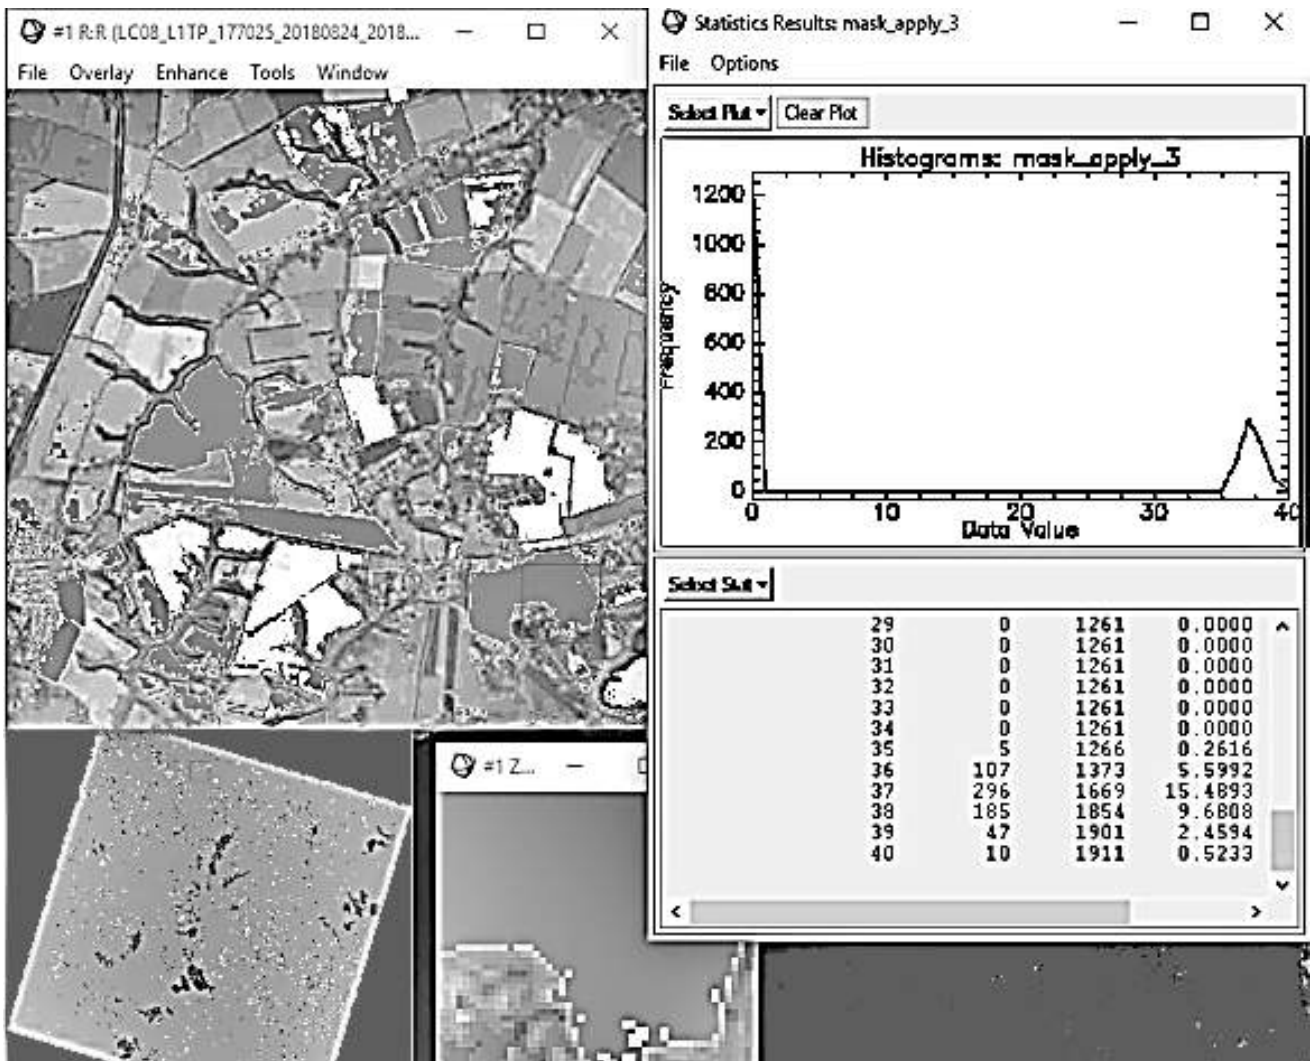 #1 R:R (LC08_L1TP_177025_20180824_2018...
File Overlay Enhance Tools Window
Statistics Results: mask_apply_3
File Options
Select Plot Clear Plot
Histograms: mask_apply_3
1200
1000
800
600
400
200
0
Frequency
0 10 20 30 40
Data Value
Select Stat
29 0 1261 0.0000
30 0 1261 0.0000
31 0 1261 0.0000
32 0 1261 0.0000
33 0 1261 0.0000
34 0 1261 0.0000
35 5 1266 0.2616
36 107 1373 5.5992
37 296 1669 15.4893
38 185 1854 9.6808
39 47 1901 2.4594
40 10 1911 0.5233
#1 Z...